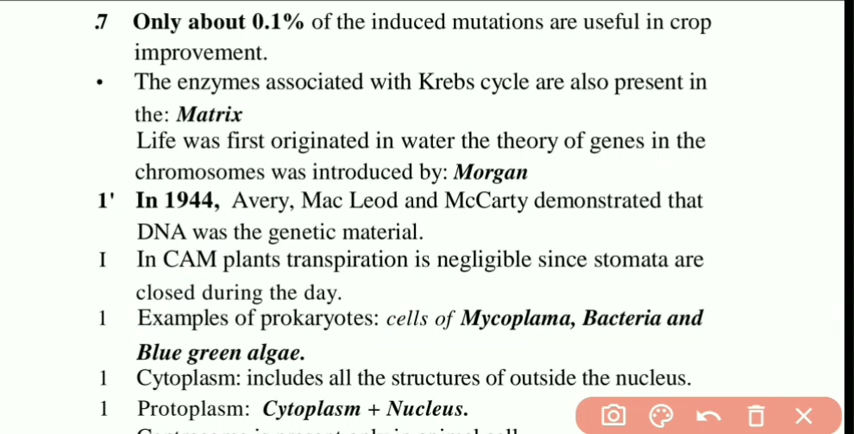 .7 Only about 0.1% of the induced mutations are useful in crop
improvement.
• The enzymes associated with Krebs cycle are also present in
the: Matrix
Life was first originated in water the theory of genes in the
chromosomes was introduced by: Morgan
1' In 1944, Avery, Mac Leod and McCarty demonstrated that
DNA was the genetic material.
I In CAM plants transpiration is negligible since stomata are
closed during the day.
1 Examples of prokaryotes: cells of Mycoplama, Bacteria and
Blue green algae.
1 Cytoplasm: includes all the structures of outside the nucleus.
1 Protoplasm: Cytoplasm + Nucleus.